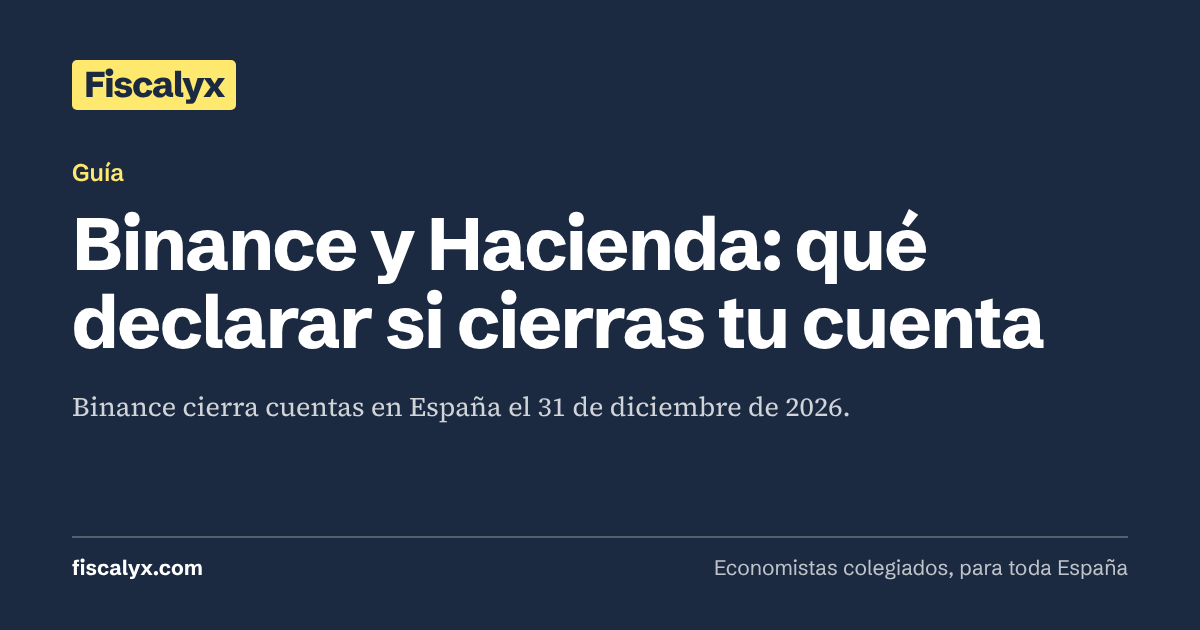 Fiscalyx
Guía
Binance y Hacienda: qué
declarar si cierras tu cuenta
Binance cierra cuentas en España el 31 de diciembre de 2026.
fiscalyx.com
Economistas colegiados, para toda España